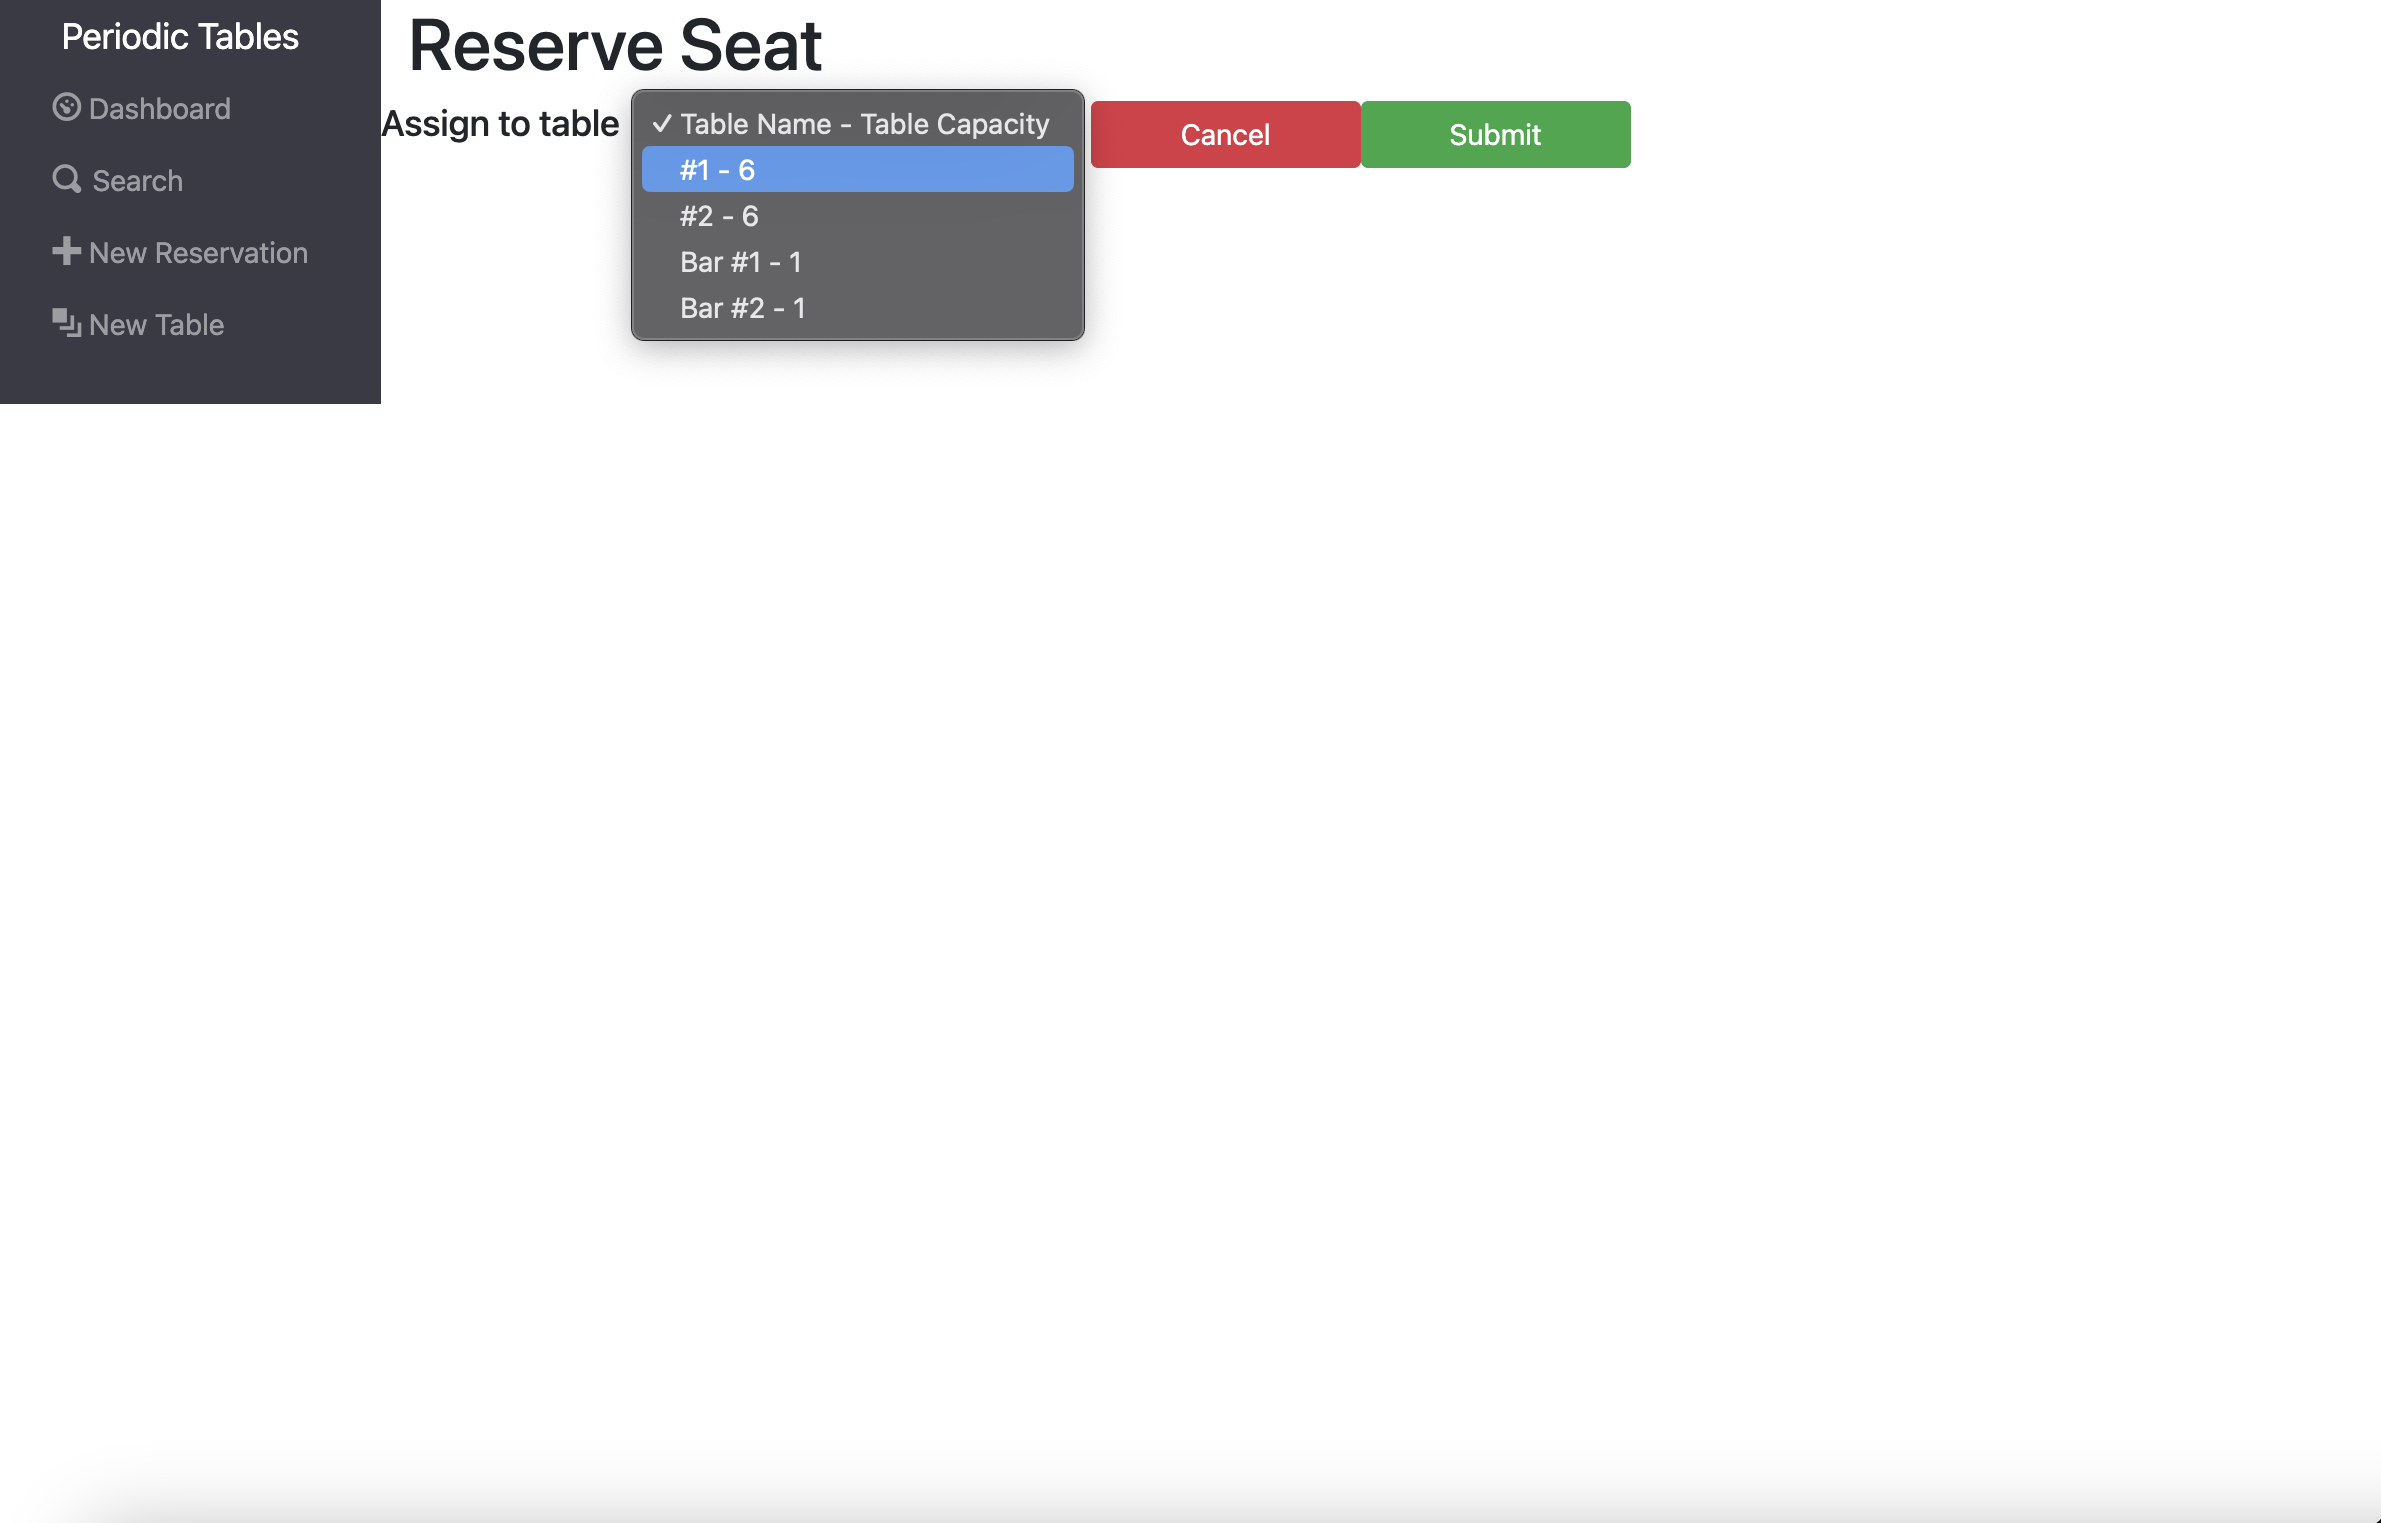 Periodic Tables
Dashboard
Search
New Reservation
New Table
Reserve Seat
Assign to table
✓ Table Name - Table Capacity
#1 - 6
#2 - 6
Bar #1 - 1
Bar #2 - 1
Cancel
Submit